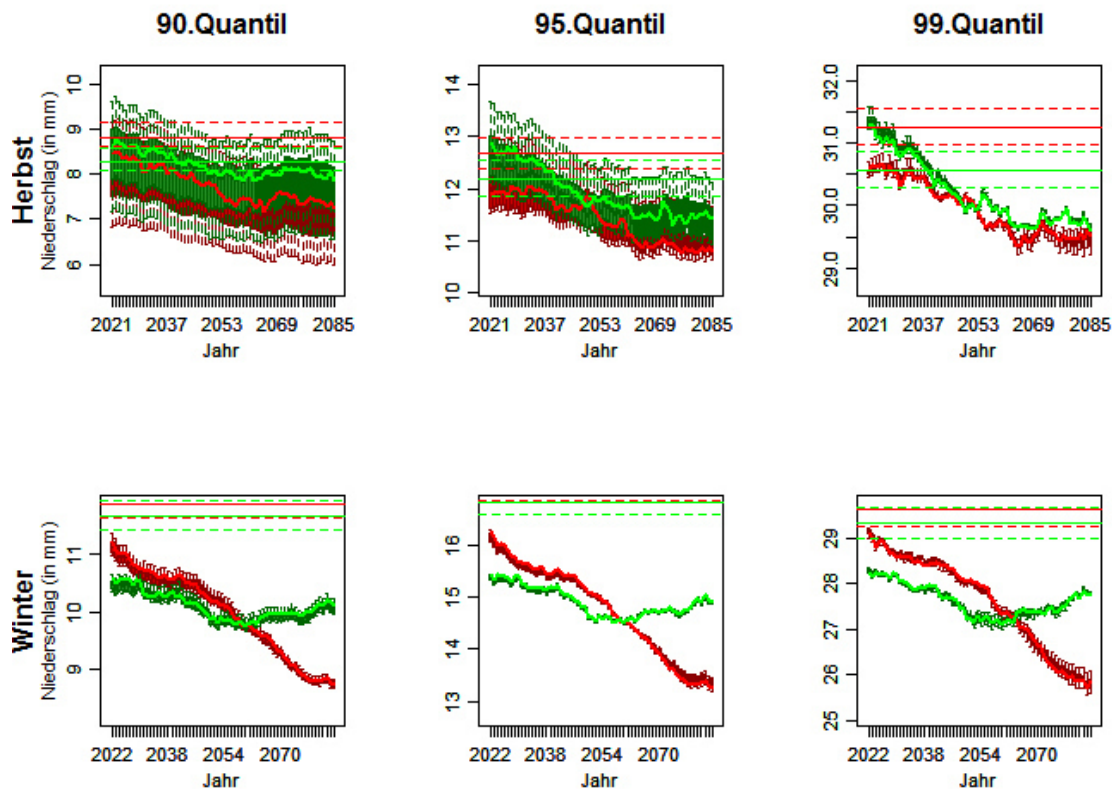 90.Quantil
95.Quantil
99.Quantil
Herbst
Niederschlag (in mm)
10
9
8
7
6
2021 2037 2053 2069 2085
Jahr
14
13
12
11
10
2021 2037 2053 2069 2085
Jahr
32.0
31.0
30.0
29.0
2021 2037 2053 2069 2085
Jahr
Winter
Niederschlag (in mm)
11
10
9
2022 2038 2054 2070
Jahr
16
15
14
13
2022 2038 2054 2070
Jahr
29
28
27
26
25
2022 2038 2054 2070
Jahr